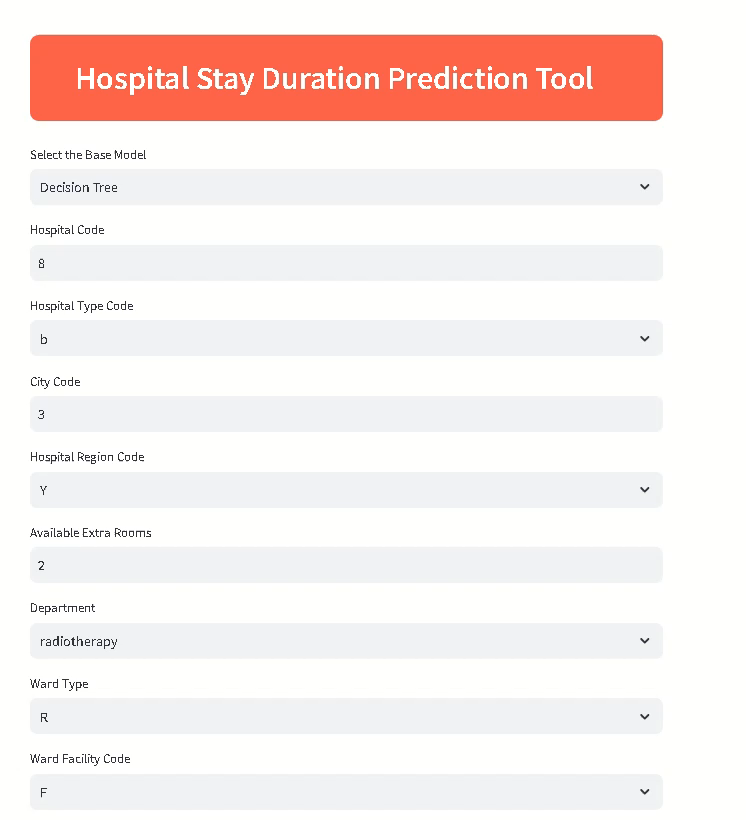 Hospital Stay Duration Prediction Tool
Select the Base Model
Decision Tree
Hospital Code
8
Hospital Type Code
b
City Code
3
Hospital Region Code
Y
Available Extra Rooms
2
Department
radiotherapy
Ward Type
R
Ward Facility Code
F